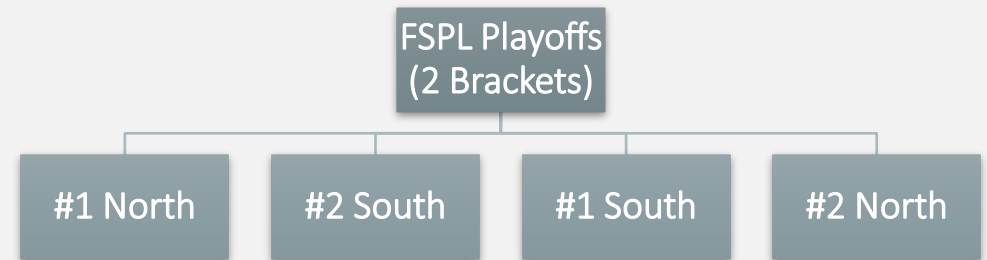 FSPL Playoffs
(2 Brackets)
#1 North
#2 South
#1 South
#2 North